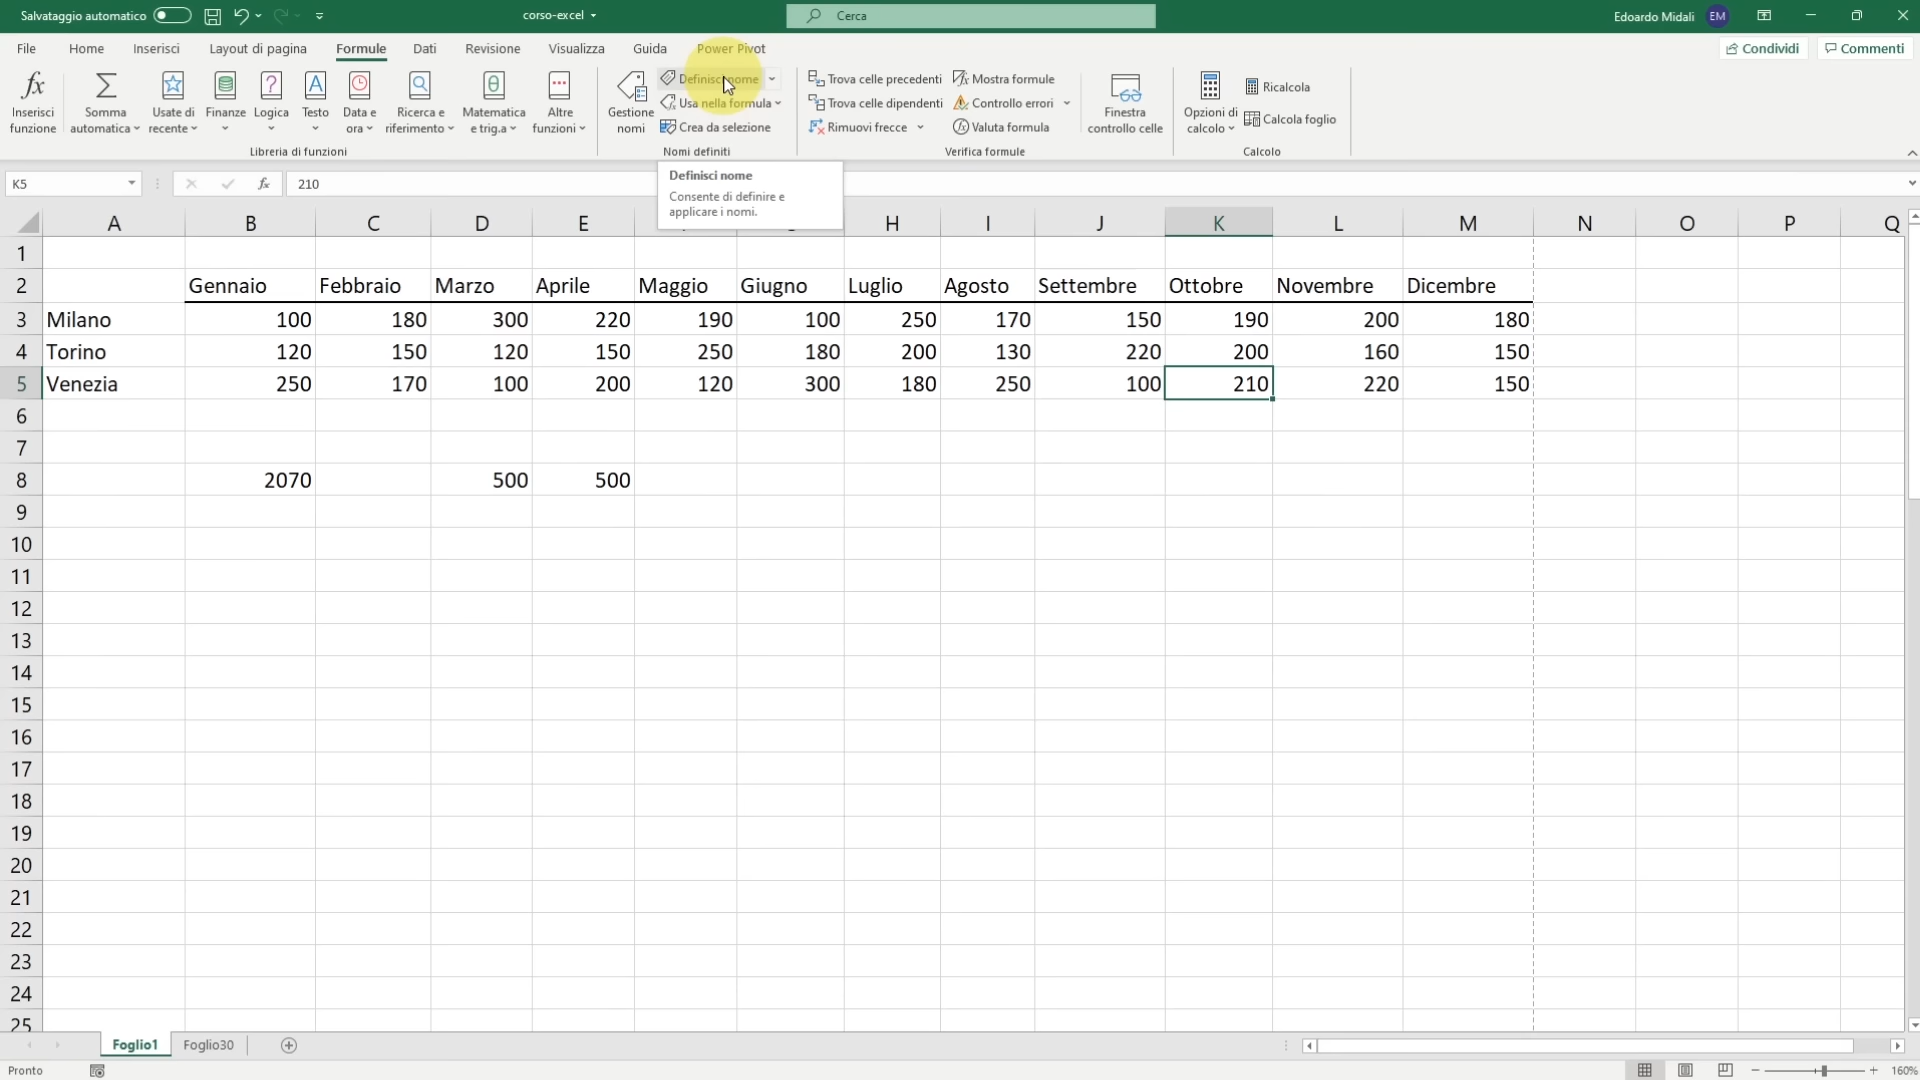 Salvataggio automatico corso-excel Cerca Edoardo Midali EM
File Home Inserisci Layout di pagina Formule Dati Revisione Visualizza Guida Power Pivot Condividi Commenti
Inserisci funzione
Somma automatica
Usate di recente
Finanze
Logica
Testo
Data e ora
Ricerca e riferimento
Matematica e trig.a
Altre funzioni
Libreria di funzioni
Gestione nomi
Definisci nome
Usa nella formula
Crea da selezione
Nomi definiti
Trova celle precedenti
Trova celle dipendenti
Rimuovi frecce
Mostra formule
Controllo errori
Valuta formula
Verifica formule
Finestra controllo celle
Opzioni di calcolo
Ricalcola
Calcola foglio
Calcolo
K5 fx 210
Definisci nome
Consente di definire e
applicare i nomi.
A B C D E H I J K L M N O P Q
1
2 Gennaio Febbraio Marzo Aprile Maggio Giugno Luglio Agosto Settembre Ottobre Novembre Dicembre
3 Milano 100 180 300 220 190 100 250 170 150 190 200 180
4 Torino 120 150 120 150 250 180 200 130 220 200 160 150
5 Venezia 250 170 100 200 120 300 180 250 100 210 220 150
6
7
8 2070 500 500
9
10
11
12
13
14
15
16
17
18
19
20
21
22
23
24
25
Foglio1 Foglio30
Pronto 160%